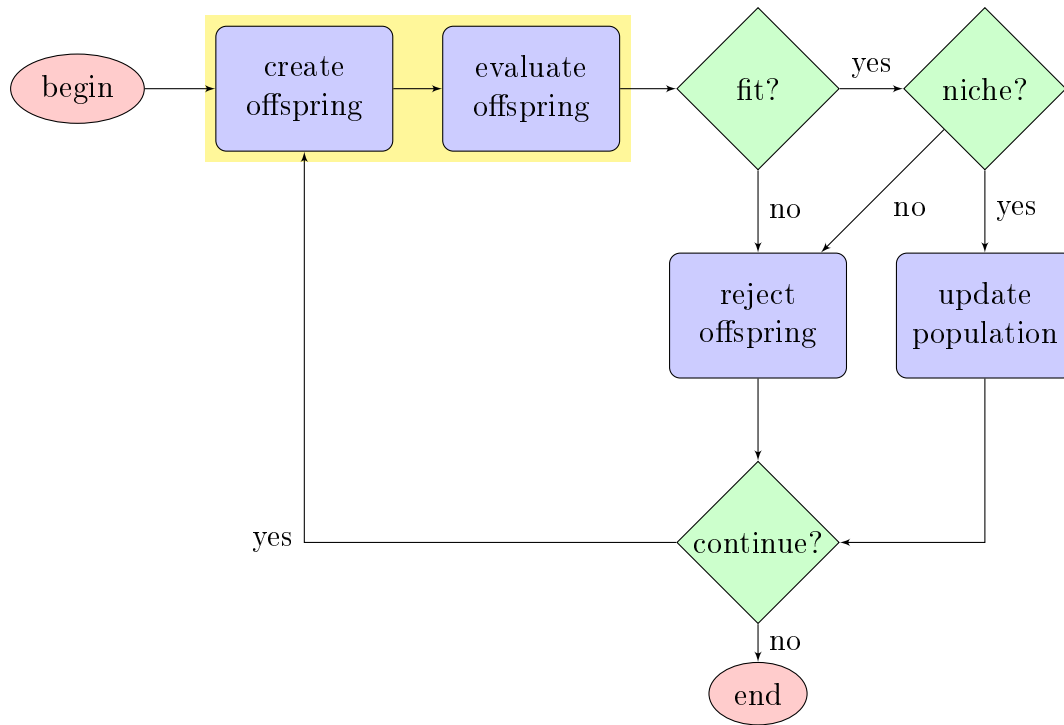 begin
create
offspring
evaluate
offspring
fit?
yes
niche?
no
no
yes
reject
offspring
update
population
yes
continue?
no
end